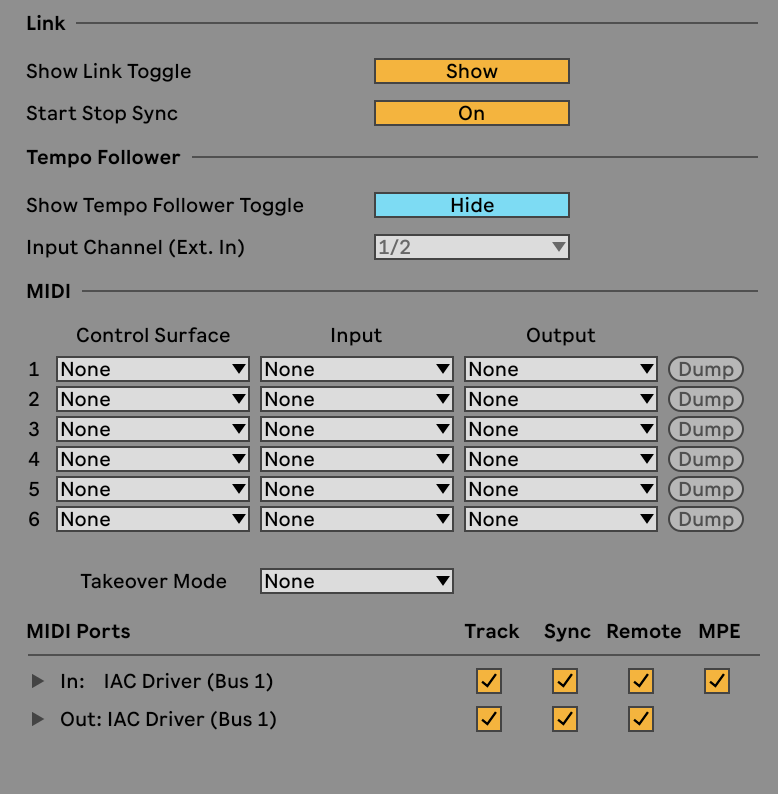 Link
Show Link Toggle Show
Start Stop Sync On
Tempo Follower
Show Tempo Follower Toggle Hide
Input Channel (Ext. In) 1/2
MIDI
Control Surface Input Output
1 None None None Dump
2 None None None Dump
3 None None None Dump
4 None None None Dump
5 None None None Dump
6 None None None Dump
Takeover Mode None
MIDI Ports Track Sync Remote MPE
In: IAC Driver (Bus 1)
Out: IAC Driver (Bus 1)